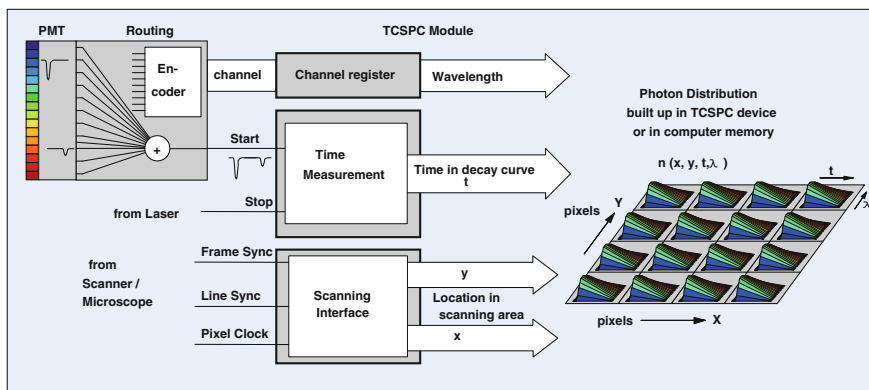 PMT
Routing
TCSPC Module
En-
coder
channel
Channel register
Wavelength
+
Start
Time
Measurement
Time in decay curve
t
Stop
from Laser
from
Scanner /
Microscope
Frame Sync
Line Sync
Pixel Clock
Scanning
Interface
y
Location in
scanning area
x
Photon Distribution
built up in TCSPC device
or in computer memory
n (x, y, t,λ )
t
λ
Y
pixels
pixels
X